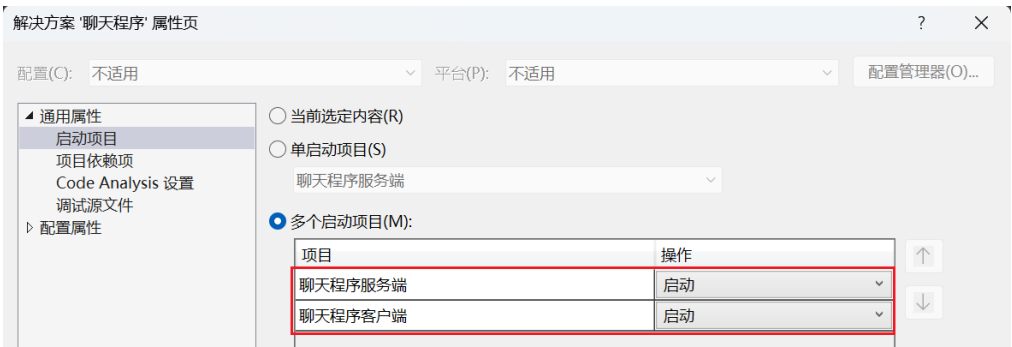 解决方案 '聊天程序' 属性页
?
配置(C): 不适用 平台(P): 不适用 配置管理器(O)...
通用属性
启动项目
项目依赖项
Code Analysis 设置
调试源文件
配置属性
当前选定内容(R)
单启动项目(S)
聊天程序服务端
多个启动项目(M):
项目 操作
聊天程序服务端 启动
聊天程序客户端 启动